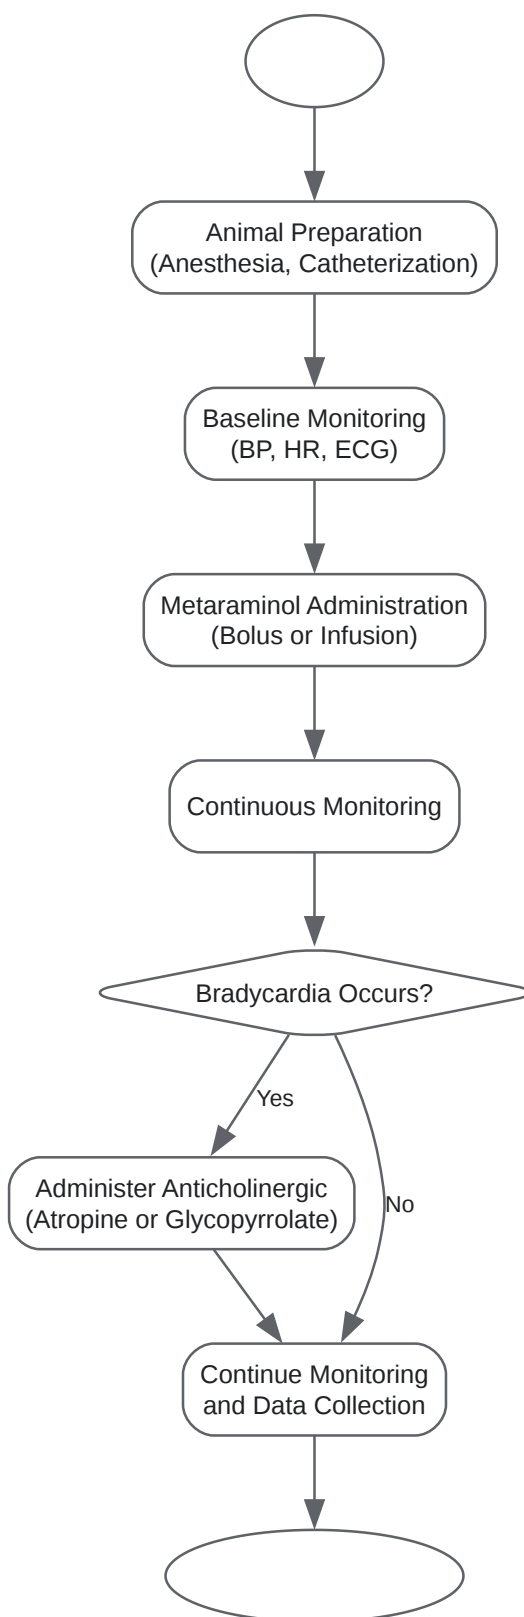 Animal Preparation
(Anesthesia, Catheterization)
Baseline Monitoring
(BP, HR, ECG)
Metaraminol Administration
(Bolus or Infusion)
Continuous Monitoring
Bradycardia Occurs?
Yes
Administer Anticholinergic
(Atropine or Glycopyrrolate)
No
Continue Monitoring
and Data Collection